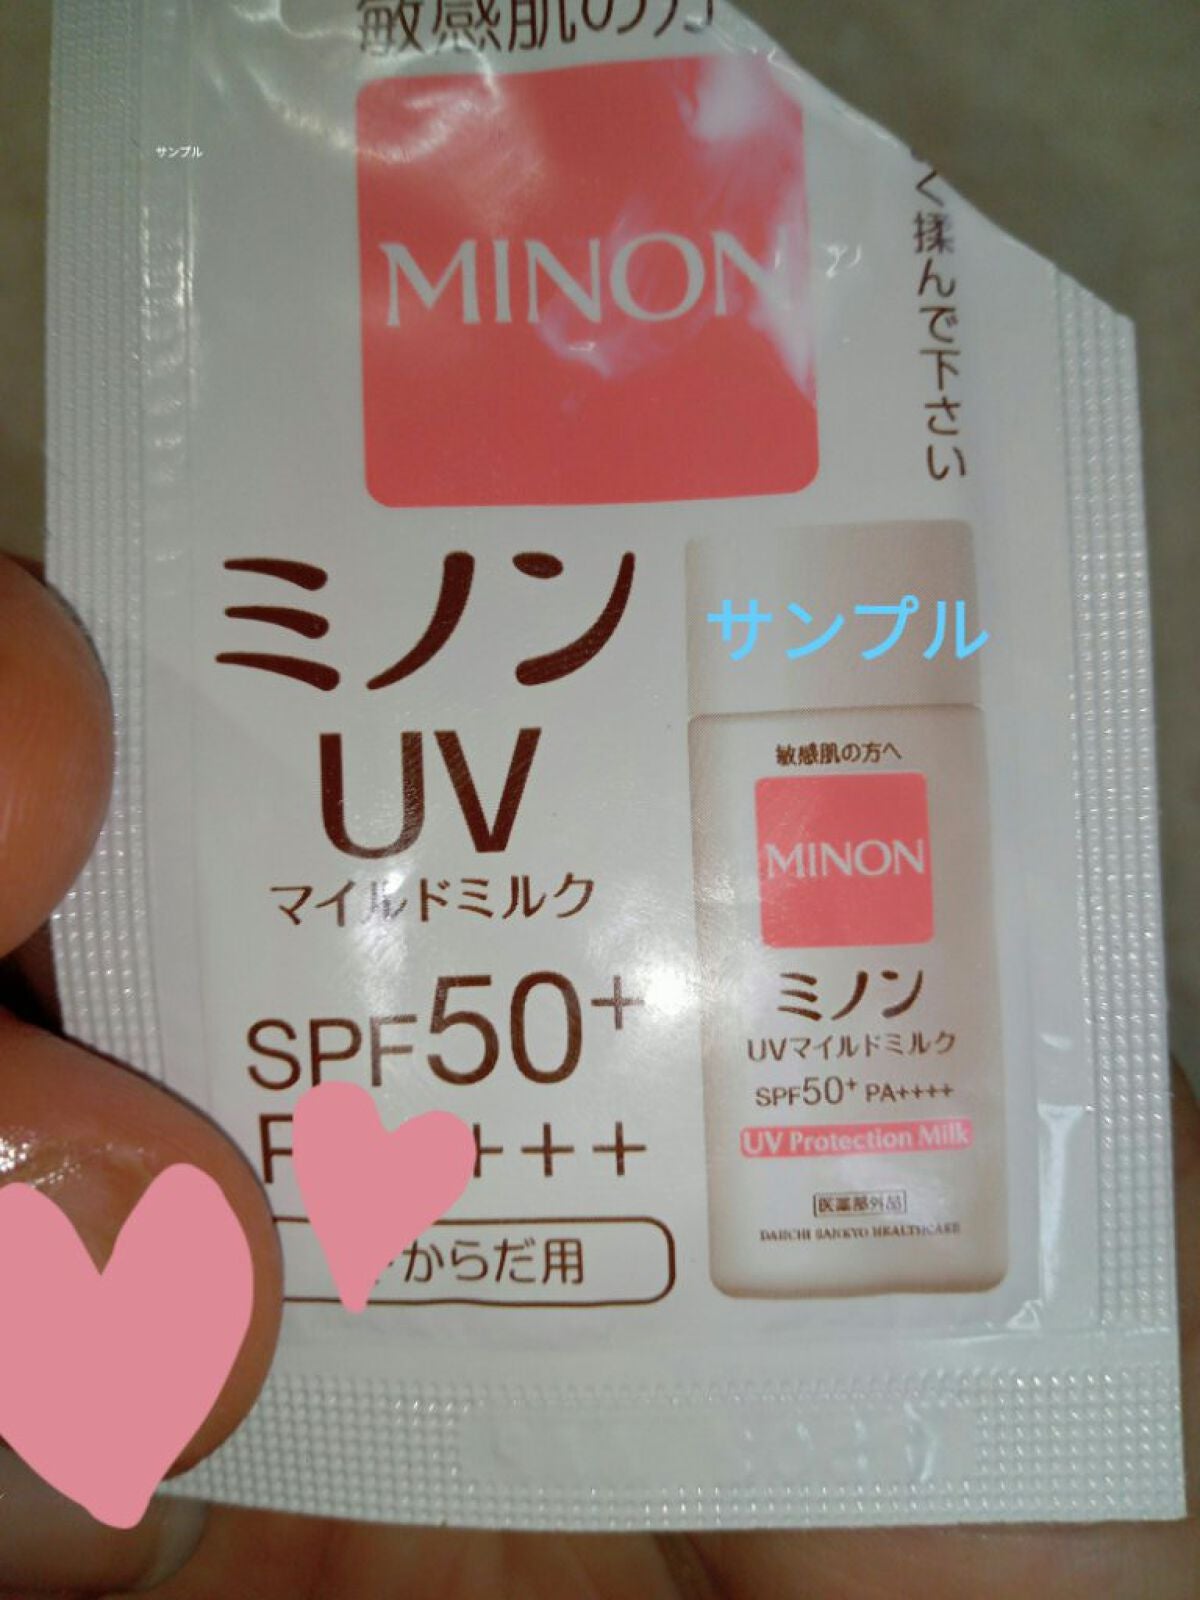 敏感肌の方
サンプル
MINON
く揉んで下さい
ミノン
UV
マイルドミルク
SPF50+
+++
からだ用
サンプル
敏感肌の方へ
MINON
ミノン
UVマイルドミルク
SPF50+ PA++++
UV Protection Milk
医薬部外品
DAIICHI SANKYO HEALTHCARE